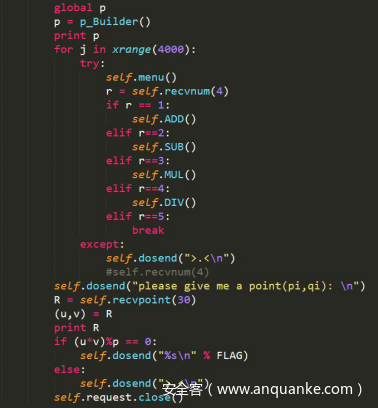 global p
p = p_Builder()
print p
for j in xrange(4000):
try:
self.menu()
r = self.recvnum(4)
if r == 1:
self.ADD()
elif r==2:
self.SUB()
elif r==3:
self.MUL()
elif r==4:
self.DIV()
elif r==5:
break
except:
self.dosend(">.<\n")
#self.recvnum(4)
self.dosend("please give me a point(pi,qi): \n")
R = self.recvpoint(30)
(u,v) = R
print R
if (u*v)%p == 0:
self.dosend("%s\n" % FLAG)
else:
self.dosend(
self.request.close()
安全客 ( www.anquanke.com )